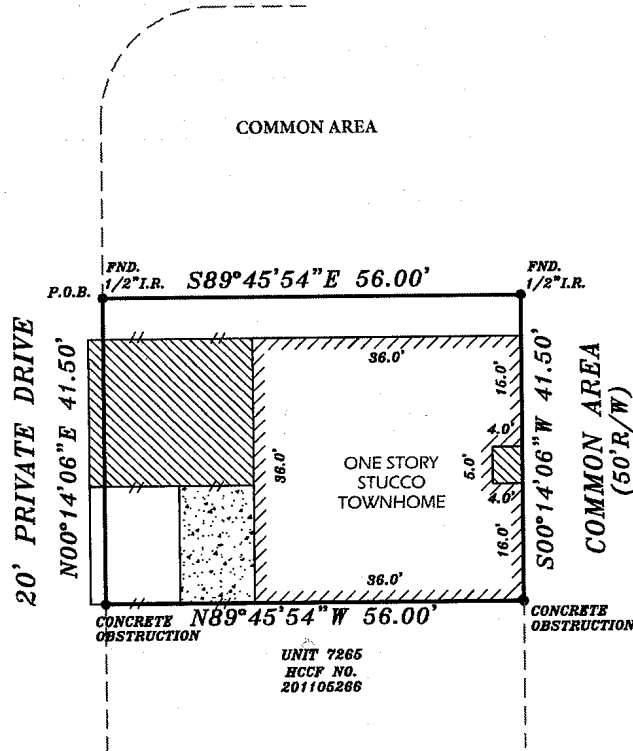 COMMON AREA
FND.
1/2"I.R.
P.O.B.
S89°45'54"E 56.00'
FND.
1/2"I.R.
20' PRIVATE DRIVE
N00°14'06"E 41.50'
36.0'
36.0'
15.0'
4.0'
5.0'
4.0'
16.0'
ONE STORY
STUCCO
TOWNHOME
36.0'
S00°14'06"W 41.50'
COMMON AREA
(50'R/W)
CONCRETE
OBSTRUCTION
N89°45'54"W 56.00'
CONCRETE
OBSTRUCTION
UNIT 7265
HCCF NO.
201105266